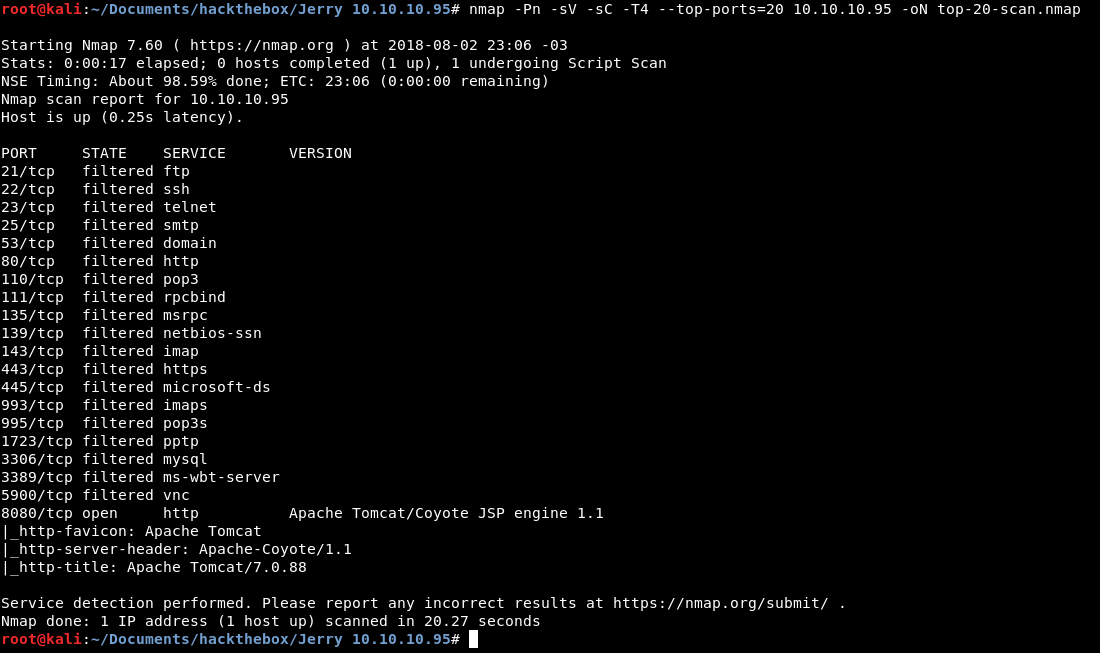 root@kali:~/Documents/hackthebox/Jerry 10.10.10.95# nmap -Pn -sV -sC -T4 --top-ports=20 10.10.10.95 -oN top-20-scan.nmap
Starting Nmap 7.60 ( https://nmap.org ) at 2018-08-02 23:06 -03
Stats: 0:00:17 elapsed; 0 hosts completed (1 up), 1 undergoing Script Scan
NSE Timing: About 98.59% done; ETC: 23:06 (0:00:00 remaining)
Nmap scan report for 10.10.10.95
Host is up (0.25s latency).
PORT     STATE    SERVICE       VERSION
21/tcp   filtered ftp
22/tcp   filtered ssh
23/tcp   filtered telnet
25/tcp   filtered smtp
53/tcp   filtered domain
80/tcp   filtered http
110/tcp  filtered pop3
111/tcp  filtered rpcbind
135/tcp  filtered msrpc
139/tcp  filtered netbios-ssn
143/tcp  filtered imap
443/tcp  filtered https
445/tcp  filtered microsoft-ds
993/tcp  filtered imaps
995/tcp  filtered pop3s
1723/tcp filtered pptp
3306/tcp filtered mysql
3389/tcp filtered ms-wbt-server
5900/tcp filtered vnc
8080/tcp open     http          Apache Tomcat/Coyote JSP engine 1.1
|_http-favicon: Apache Tomcat
|_http-server-header: Apache-Coyote/1.1
|_http-title: Apache Tomcat/7.0.88
Service detection performed. Please report any incorrect results at https://nmap.org/submit/ .
Nmap done: 1 IP address (1 host up) scanned in 20.27 seconds
root@kali:~/Documents/hackthebox/Jerry 10.10.10.95#